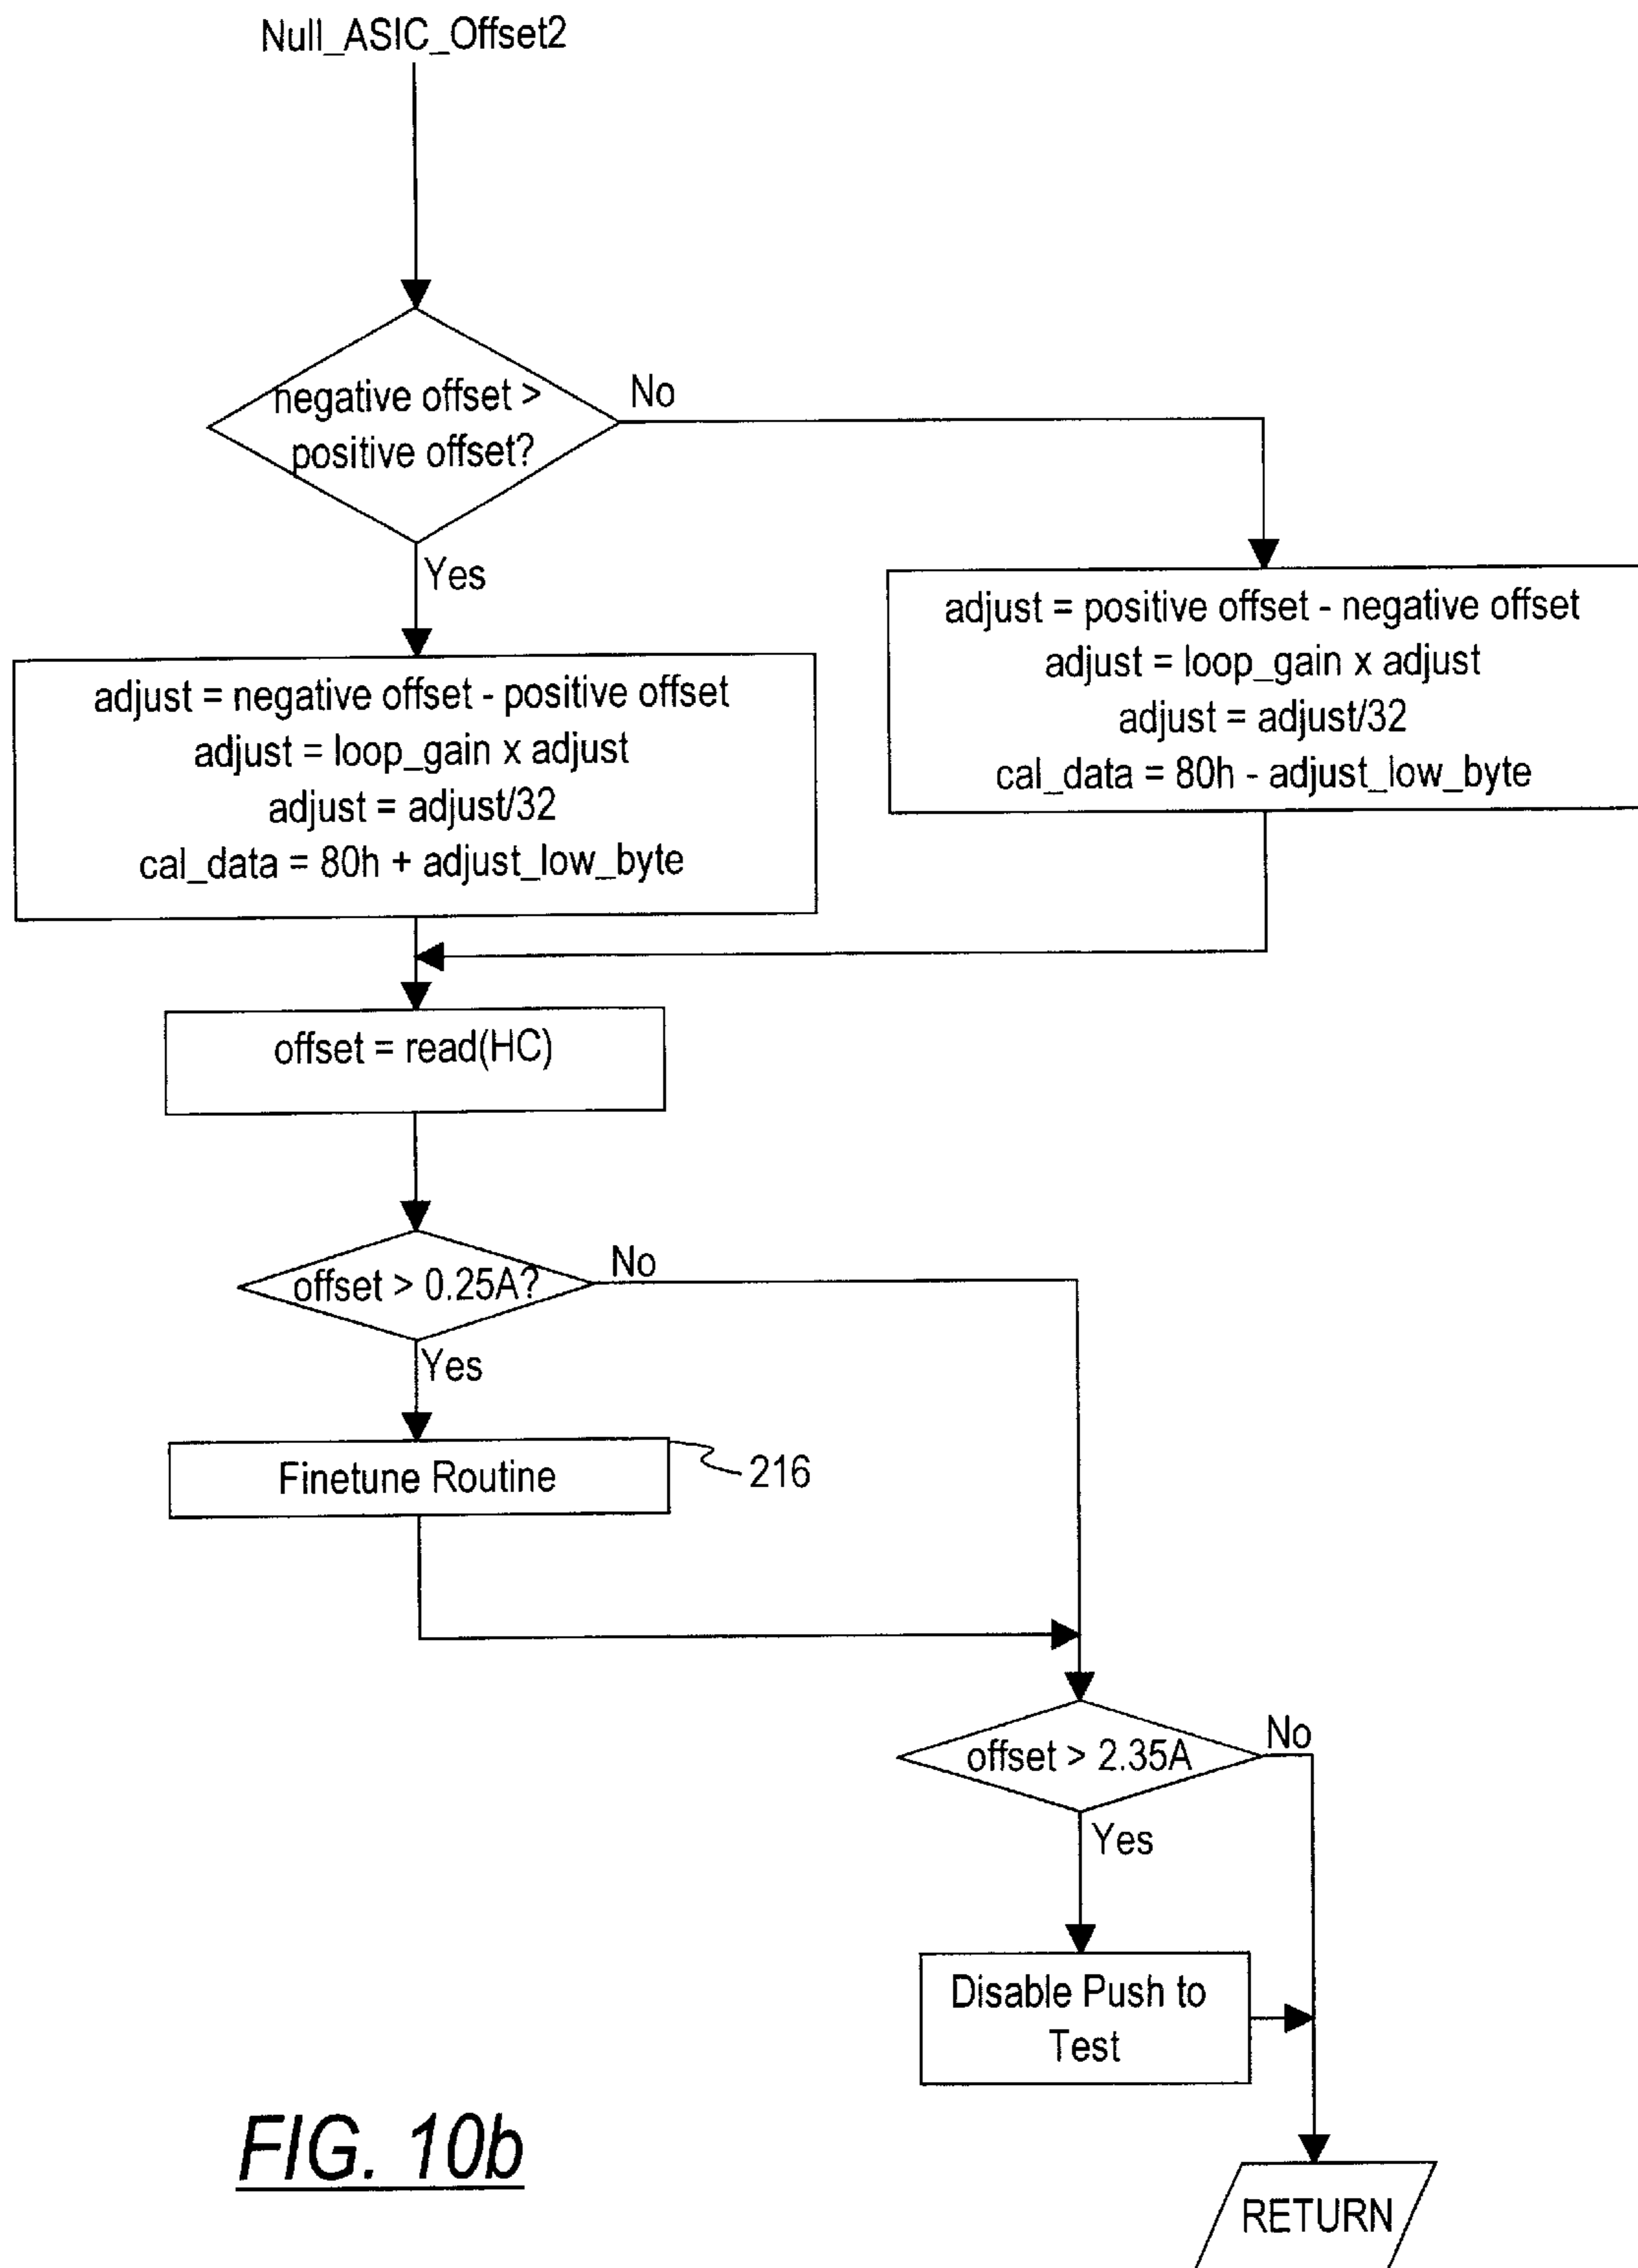 Null_ASIC_Offset2
negative offset >
positive offset?
No
Yes
adjust = positive offset - negative offset
adjust = loop_gain x adjust
adjust = adjust/32
cal_data = 80h - adjust_low_byte
adjust = negative offset - positive offset
adjust = loop_gain x adjust
adjust = adjust/32
cal_data = 80h + adjust_low_byte
offset = read(HC)
offset > 0.25A?
No
Yes
Finetune Routine
216
offset > 2.35A
No
Yes
Disable Push to
Test
FIG. 10b
RETURN